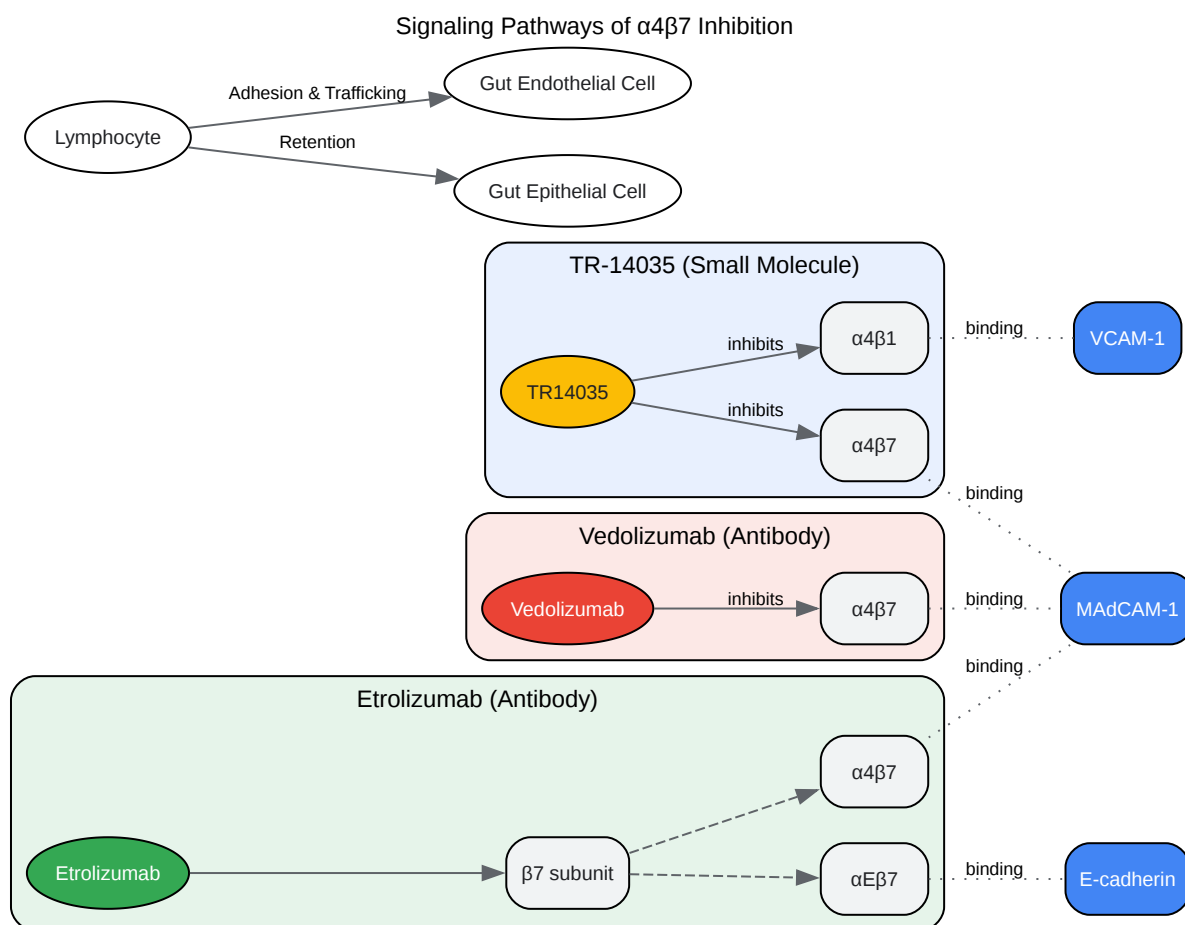 Signaling Pathways of α4β7 Inhibition
Gut Endothelial Cell
Adhesion & Trafficking
Lymphocyte
Retention
Gut Epithelial Cell
TR-14035 (Small Molecule)
α4β1
binding
VCAM-1
inhibits
TR14035
inhibits
α4β7
binding
Vedolizumab (Antibody)
Vedolizumab
inhibits
α4β7
binding
MAdCAM-1
binding
Etrolizumab (Antibody)
α4β7
Etrolizumab
β7 subunit
αEβ7
binding
E-cadherin